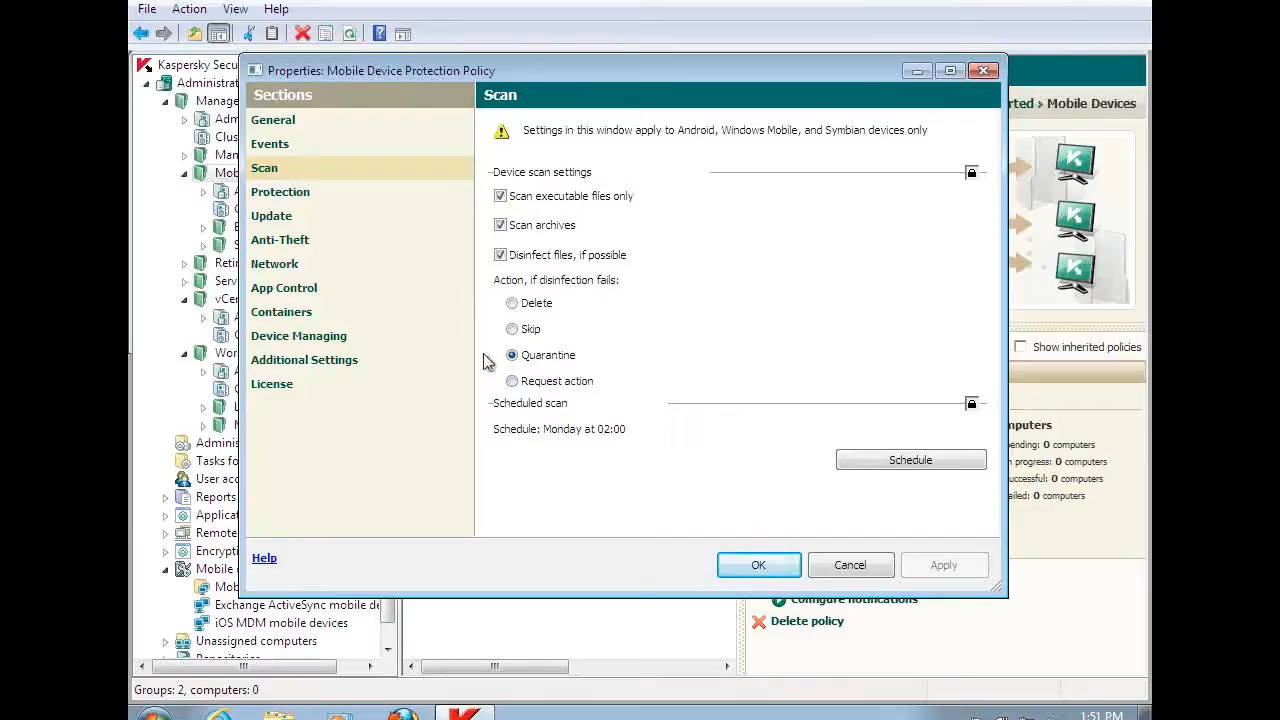 File Action View Help
Properties: Mobile Device Protection Policy
Kaspersky Secu
Administrat
Manage
Clus
Mar
Mob
Reti
Serv
vCer
Wor
Adminis
Tasks fo
User acc
Reports
Applicat
Remote
Encrypti
Mobile d
Mob
Exchange ActiveSync mobile de
iOS MDM mobile devices
Unassigned computers
Groups: 2, computers: 0
Sections
General
Events
Scan
Protection
Update
Anti-Theft
Network
App Control
Containers
Device Managing
Additional Settings
License
Help
Scan
Settings in this window apply to Android, Windows Mobile, and Symbian devices only
Device scan settings
Scan executable files only
Scan archives
Disinfect files, if possible
Action, if disinfection fails:
Delete
Skip
Quarantine
Request action
Scheduled scan
Schedule: Monday at 02:00
Schedule
OK Cancel Apply
rted » Mobile Devices
Show inherited policies
mputers
ending: 0 computers
n progress: 0 computers
uccessful: 0 computers
ailed: 0 computers
Configure notifications
Delete policy
1:51 PM